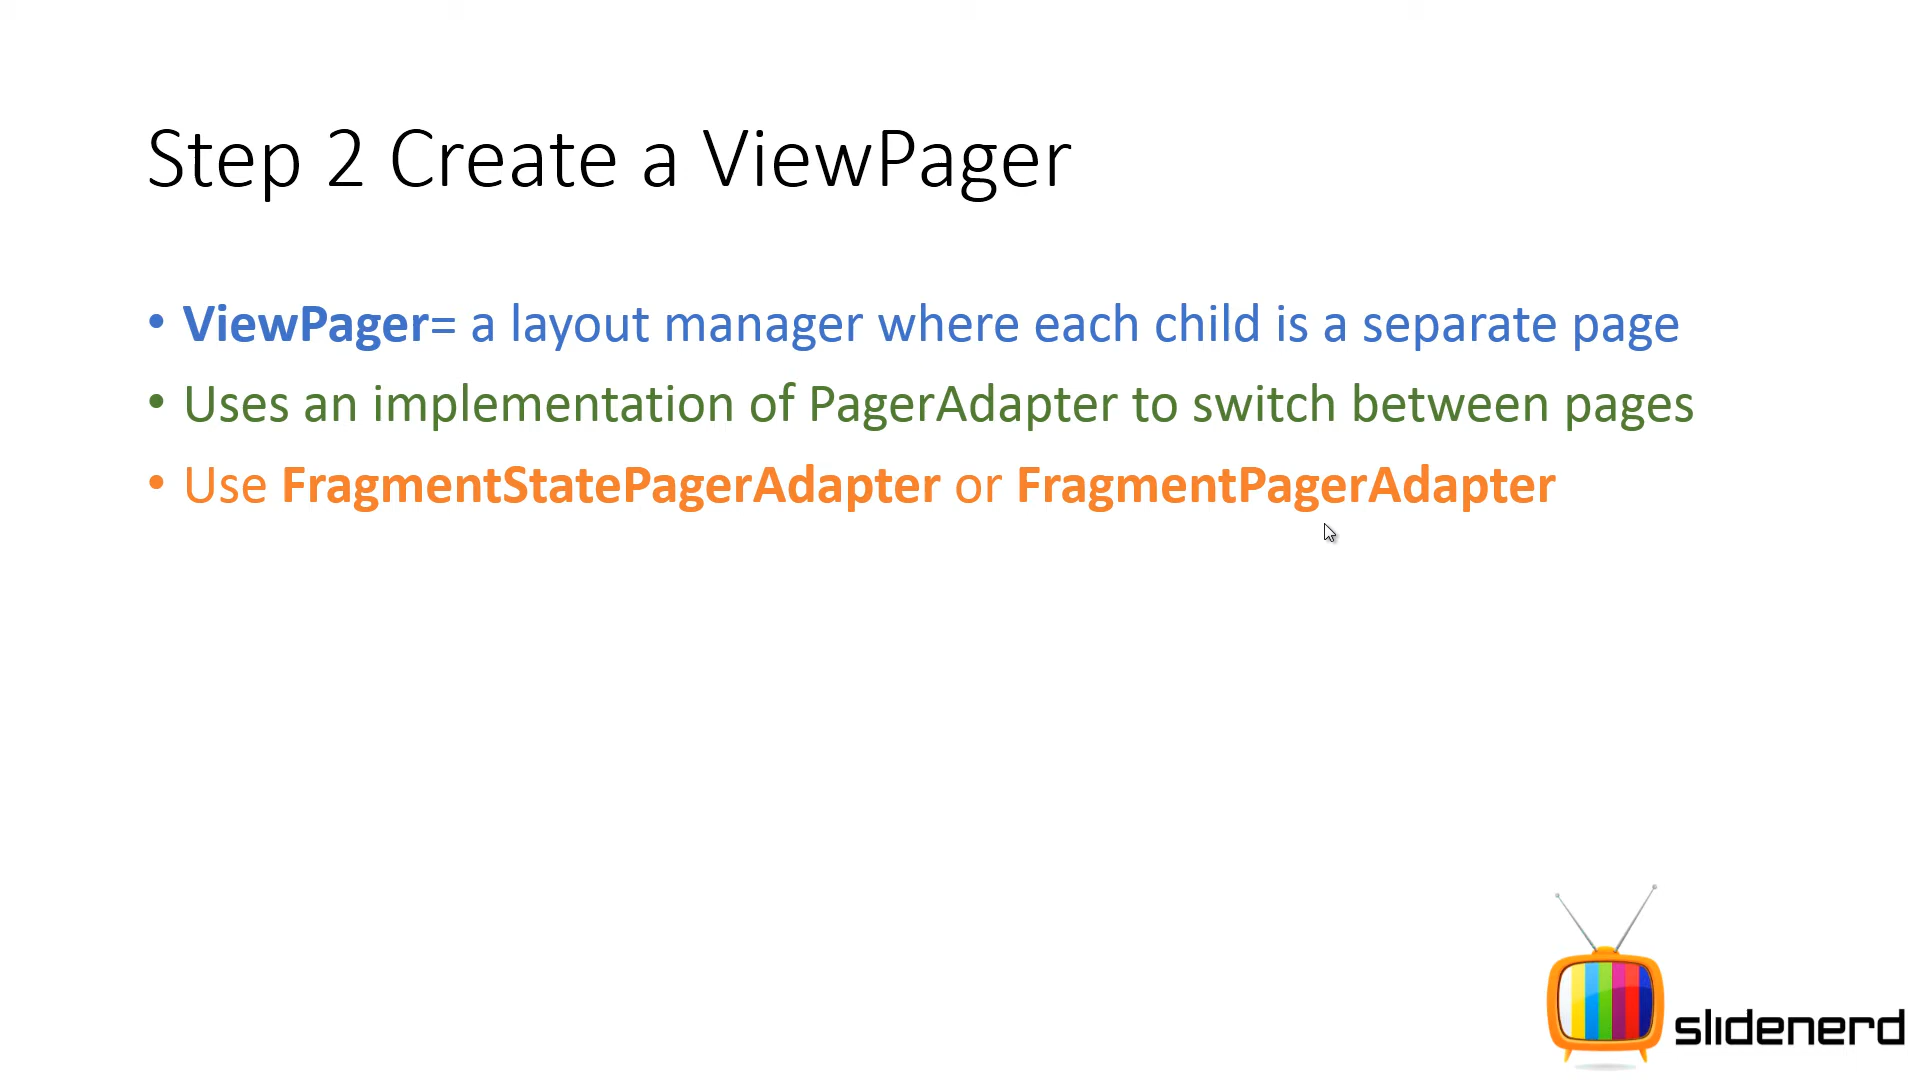 Step 2 Create a ViewPager
• ViewPager= a layout manager where each child is a separate page
• Uses an implementation of PagerAdapter to switch between pages
• Use FragmentStatePagerAdapter or FragmentPagerAdapter
slidenerd